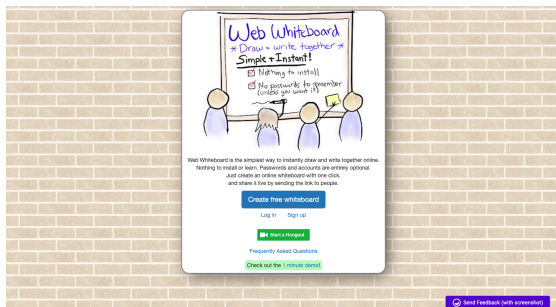 Web Whiteboard
* Draw + write together *
Simple + Instant!
Nothing to install
No passwords to remember
(unless you want it)
Web Whiteboard is the simplest way to instantly draw and write together online.
Nothing to install or learn. Passwords and accounts are entirely optional.
Just create an online whiteboard with one click,
and share it live by sending the link to people.
Create free whiteboard
Log in Sign up
Start a Hangout
Frequently Asked Questions
Check out the 1 minute demo!
Send Feedback (with screenshot)